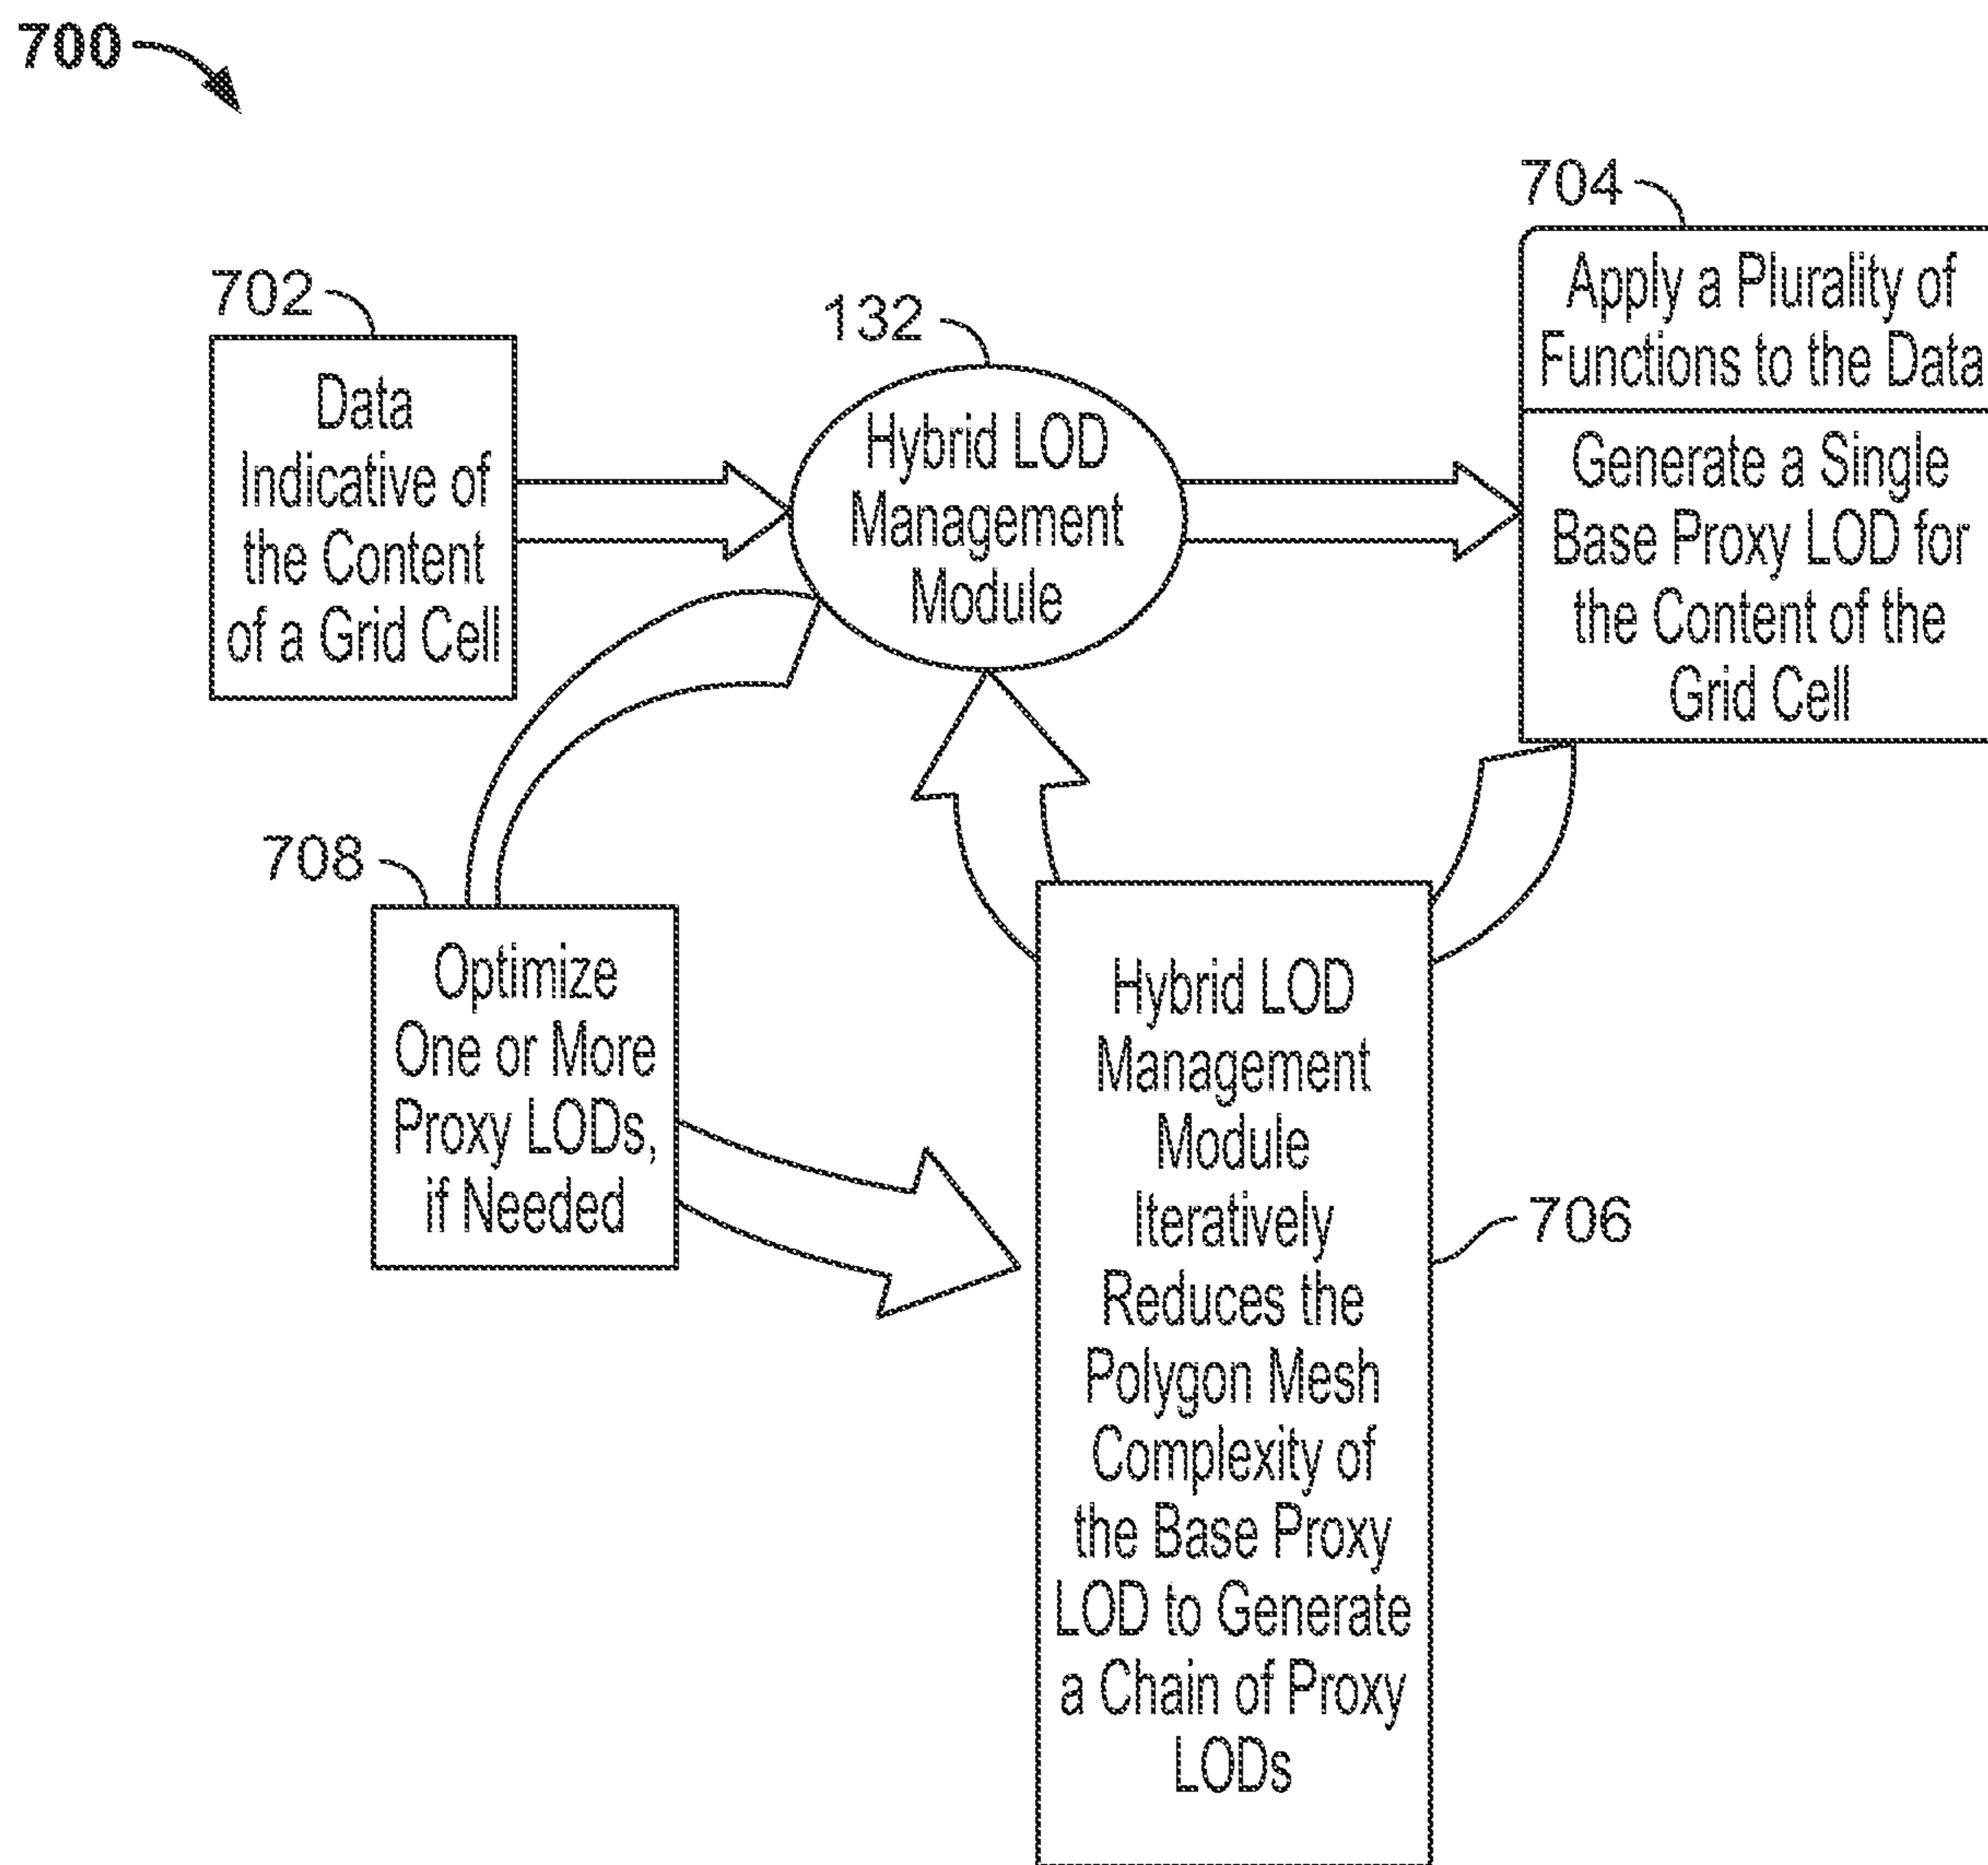 700
702
Data
Indicative of
the Content
of a Grid Cell
132
Hybrid LOD
Management
Module
704
Apply a Plurality of
Functions to the Data
Generate a Single
Base Proxy LOD for
the Content of the
Grid Cell
708
Optimize
One or More
Proxy LODs,
if Needed
Hybrid LOD
Management
Module
Iteratively
Reduces the
Polygon Mesh
Complexity of
the Base Proxy
LOD to Generate
a Chain of Proxy
LODs
706